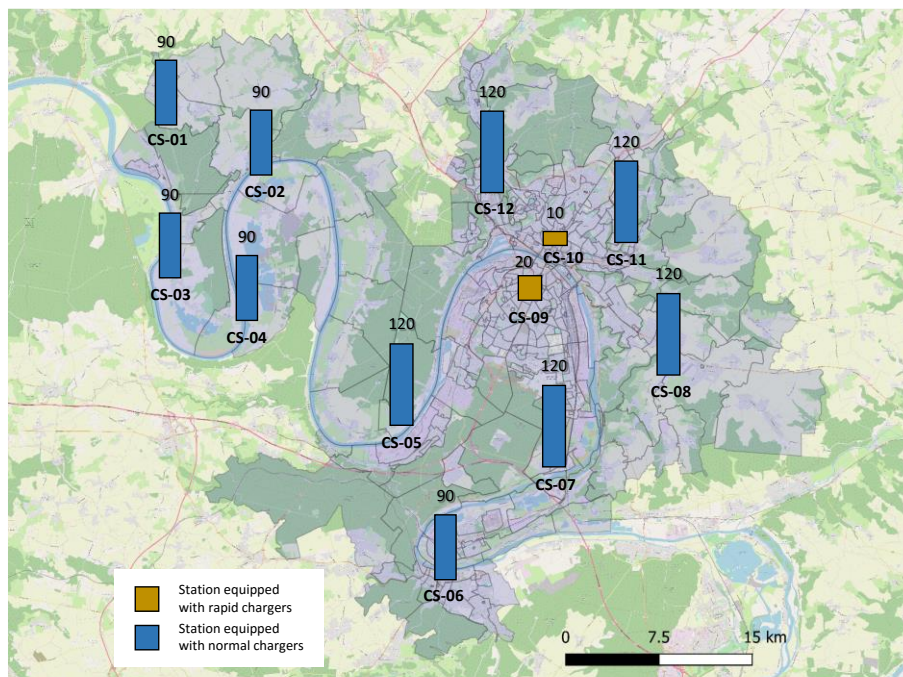 90
CS-01
90
CS-02
120
CS-12
120
CS-11
90
CS-03
10
CS-10
90
CS-04
20
CS-09
120
CS-08
120
CS-05
120
CS-07
90
CS-06
Station equipped
with rapid chargers
Station equipped
with normal chargers
0 7.5 15 km